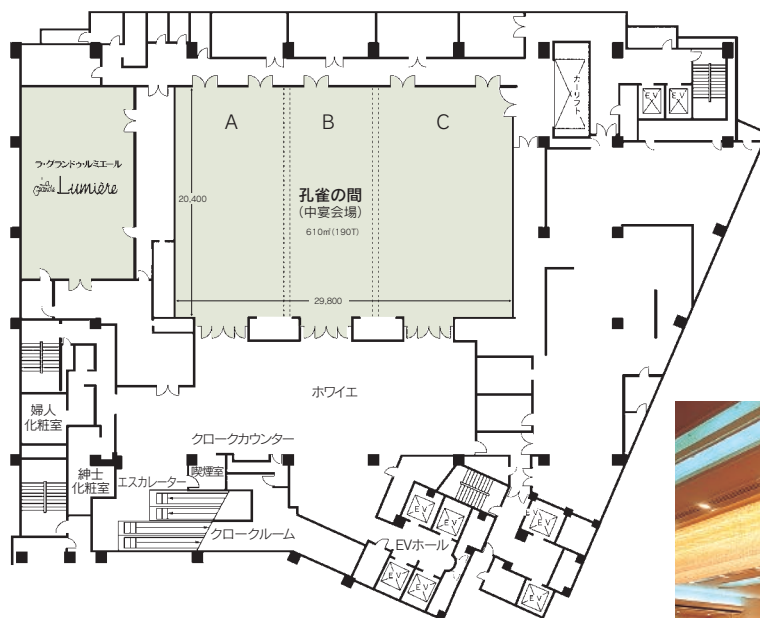 カーリフト
EV
EV
A
B
C
ラ・グランドゥ・ルミエール
La Grande Lumière
孔雀の間
(中宴会場)
20,400
610㎡(190T)
29,800
ホワイエ
婦人
化粧室
クロークカウンター
紳士
化粧室
エスカレーター
喫煙室
クロークルーム
EV
EV
EV
EVホール
EV
EV
EV